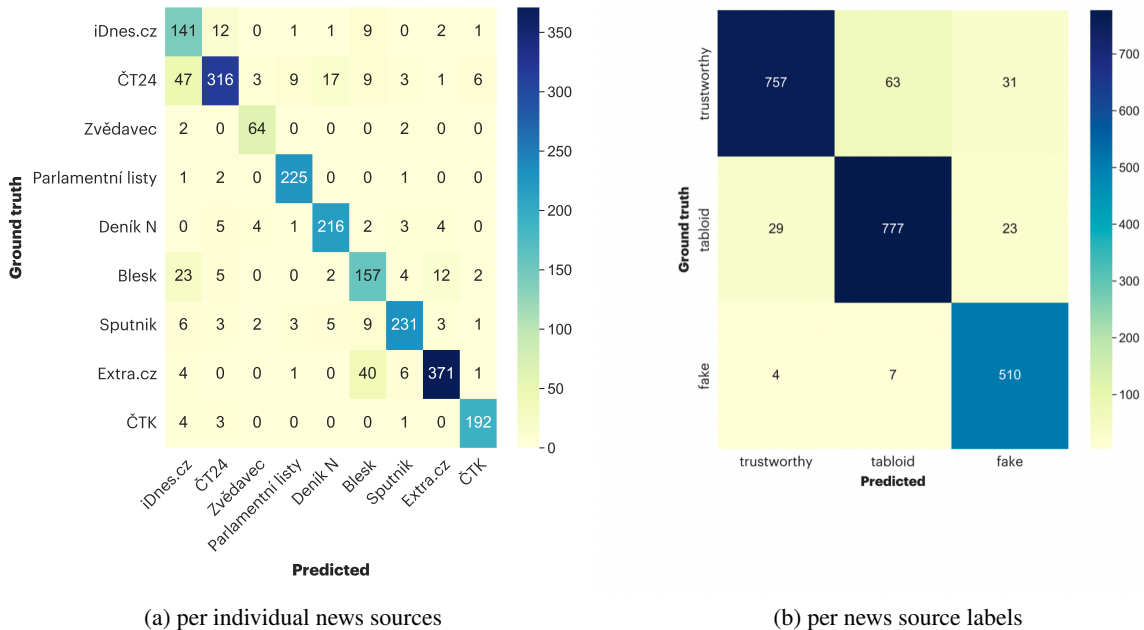 Ground truth
iDnes.cz 141 12 0 1 1 9 0 2 1
ČT24 47 316 3 9 17 9 3 1 6
Zvědavec 2 0 64 0 0 0 2 0 0
Parlamentní listy 1 2 0 225 0 0 1 0 0
Deník N 0 5 4 1 216 2 3 4 0
Blesk 23 5 0 0 2 157 4 12 2
Sputnik 6 3 2 3 5 9 231 3 1
Extra.cz 4 0 0 1 0 40 6 371 1
ČTK 4 3 0 0 0 0 1 0 192
iDnes.cz ČT24 Zvědavec Parlamentní listy Deník N Blesk Sputnik Extra.cz ČTK
Predicted
350
300
250
200
150
100
50
0
(a) per individual news sources
Ground truth
trustworthy 757 63 31
tabloid 29 777 23
fake 4 7 510
trustworthy tabloid fake
Predicted
700
600
500
400
300
200
100
(b) per news source labels